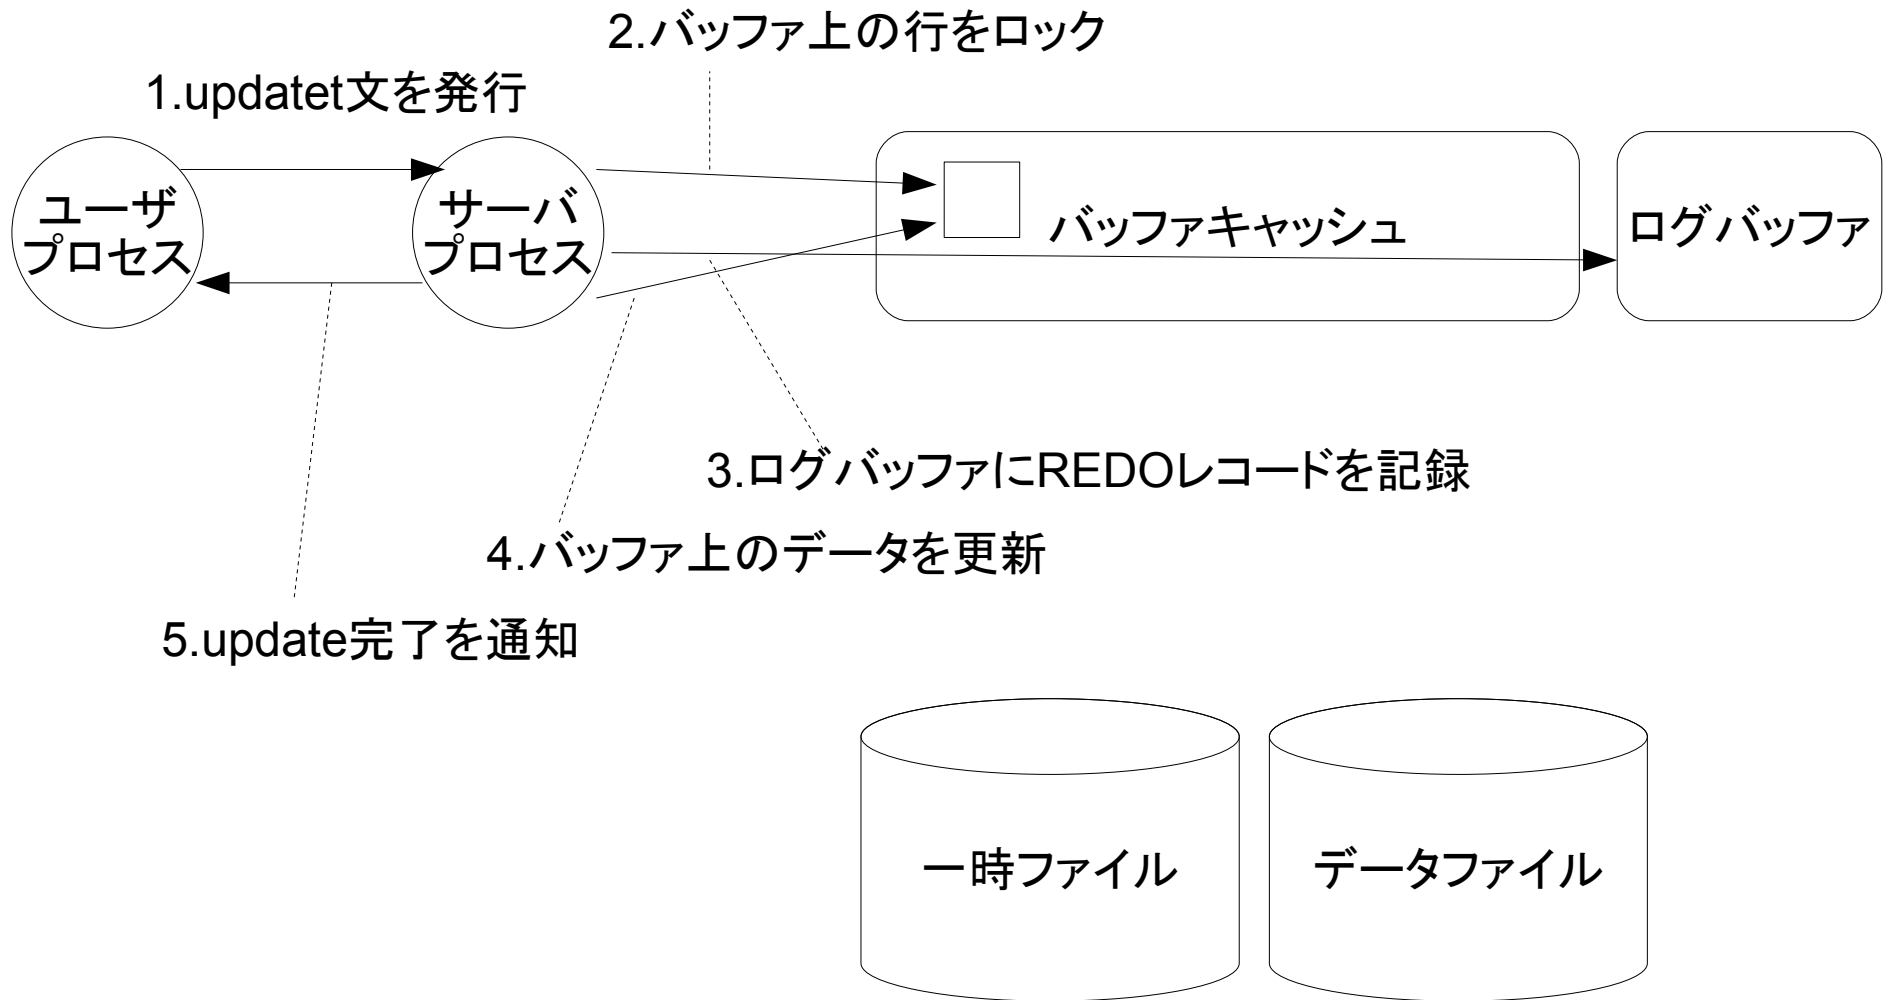 2.バッファ上の行をロック
1.updatet文を発行
ユーザ
プロセス
サーバ
プロセス
バッファキャッシュ
ログバッファ
3.ログバッファにREDOレコードを記録
4.バッファ上のデータを更新
5.update完了を通知
一時ファイル
データファイル